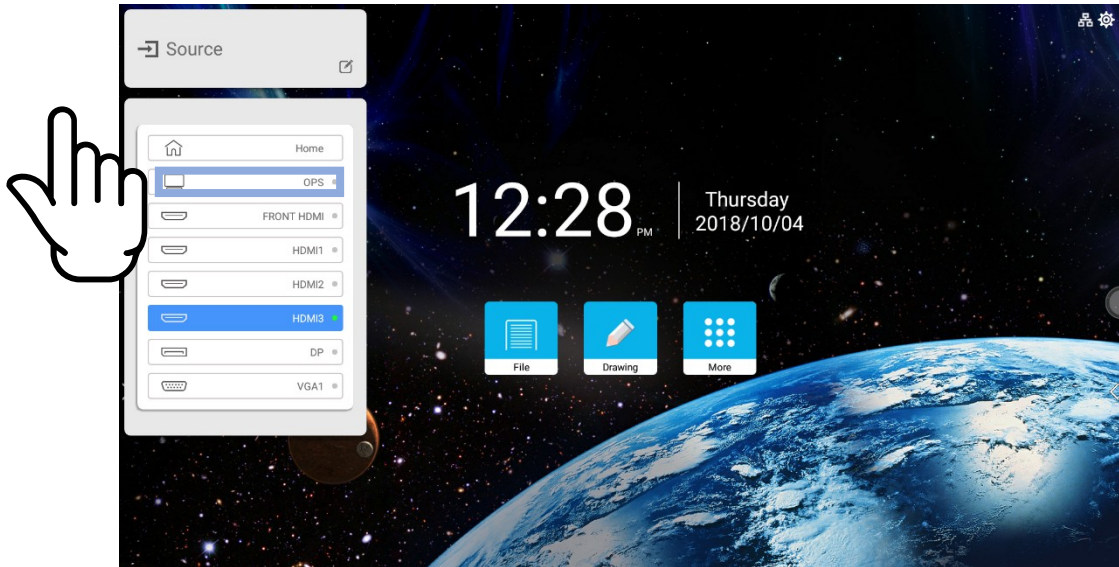 Source
Home
OPS
FRONT HDMI
HDMI1
HDMI2
HDMI3
DP
VGA1
12:28 PM
Thursday
2018/10/04
File
Drawing
More